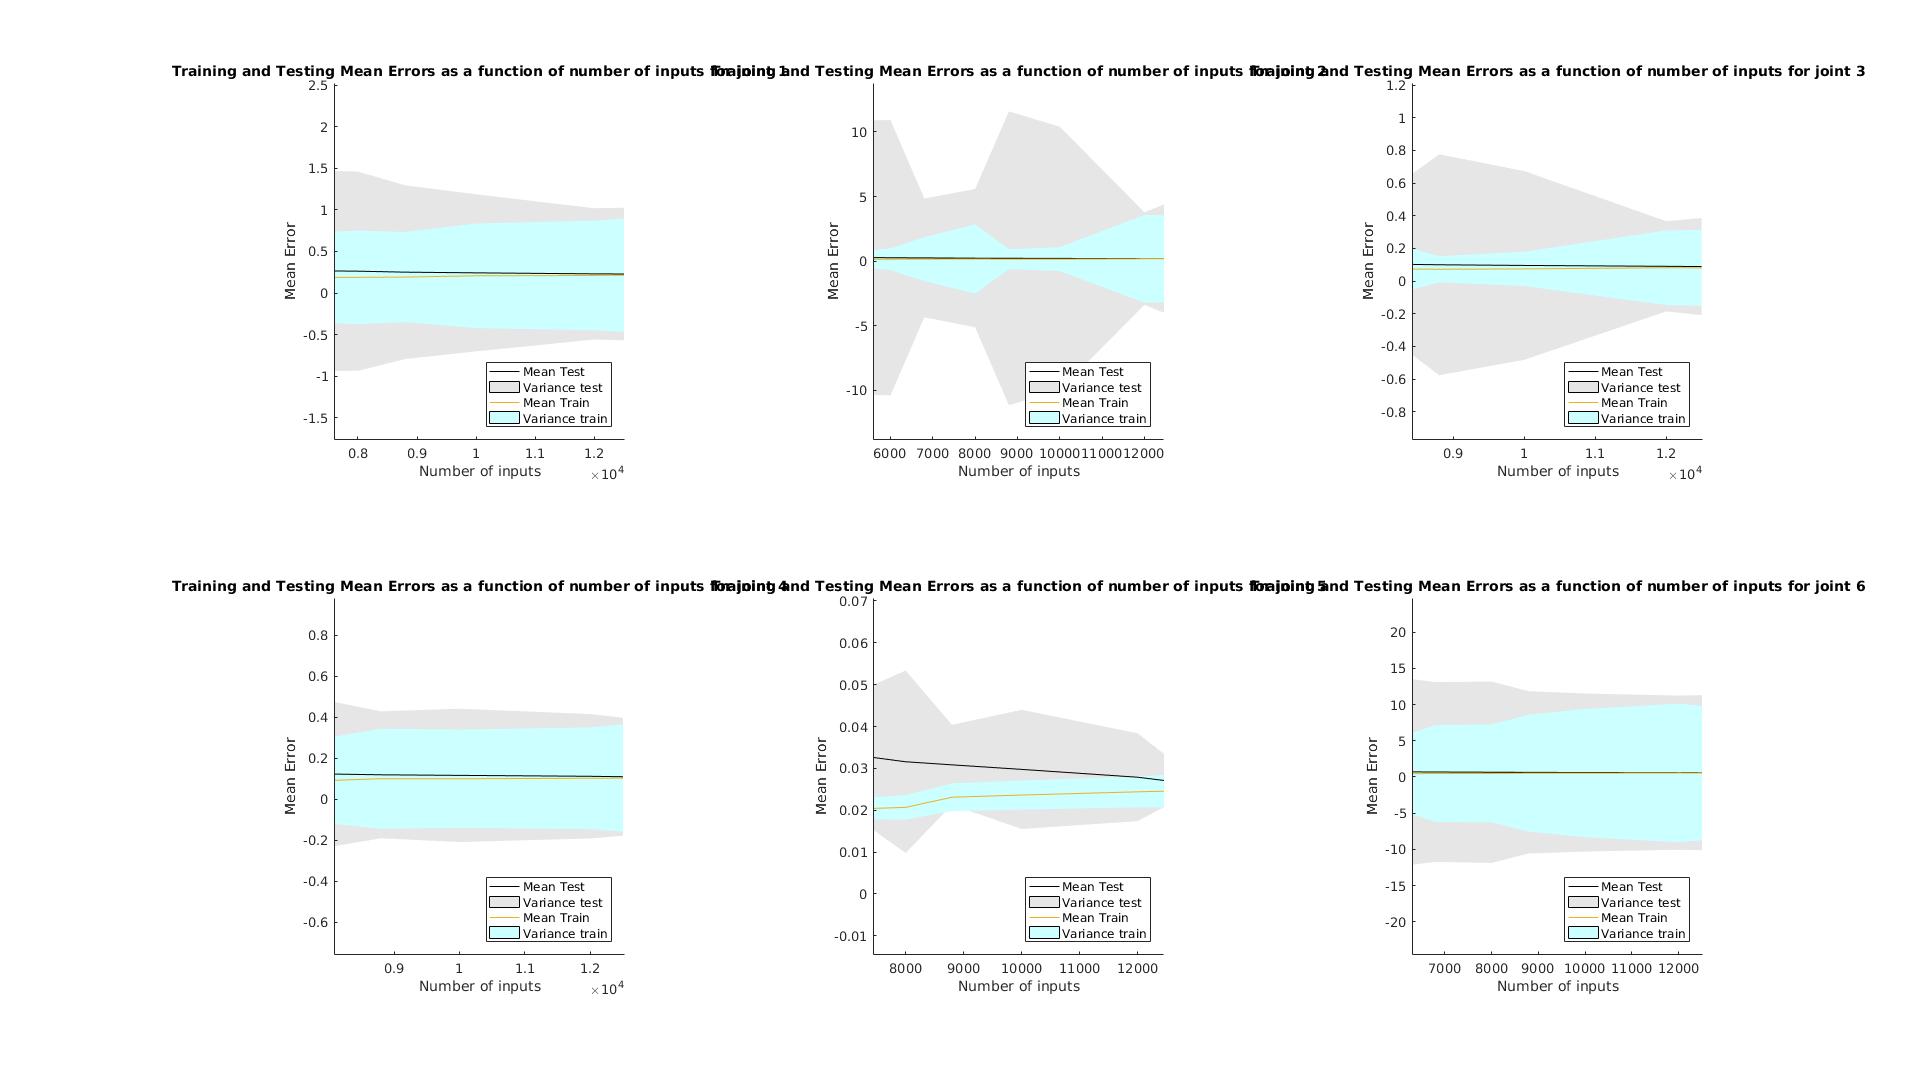 Training and Testing Mean Errors as a function of number of inputs for joint 1
2.5
2
1.5
1
0.5
0
-0.5
-1
-1.5
Mean Error
0.8 0.9 1 1.1 1.2
×10^4
Number of inputs
Mean Test
Variance test
Mean Train
Variance train
Training and Testing Mean Errors as a function of number of inputs for joint 2
10
5
0
-5
-10
Mean Error
6000 7000 8000 9000 10000 11000 12000
Number of inputs
Mean Test
Variance test
Mean Train
Variance train
Training and Testing Mean Errors as a function of number of inputs for joint 3
1.2
1
0.8
0.6
0.4
0.2
0
-0.2
-0.4
-0.6
-0.8
Mean Error
0.9 1 1.1 1.2
×10^4
Number of inputs
Mean Test
Variance test
Mean Train
Variance train
Training and Testing Mean Errors as a function of number of inputs for joint 4
0.8
0.6
0.4
0.2
0
-0.2
-0.4
-0.6
Mean Error
0.9 1 1.1 1.2
×10^4
Number of inputs
Mean Test
Variance test
Mean Train
Variance train
Training and Testing Mean Errors as a function of number of inputs for joint 5
0.07
0.06
0.05
0.04
0.03
0.02
0.01
0
-0.01
Mean Error
8000 9000 10000 11000 12000
Number of inputs
Mean Test
Variance test
Mean Train
Variance train
Training and Testing Mean Errors as a function of number of inputs for joint 6
20
15
10
5
0
-5
-10
-15
-20
Mean Error
7000 8000 9000 10000 11000 12000
Number of inputs
Mean Test
Variance test
Mean Train
Variance train